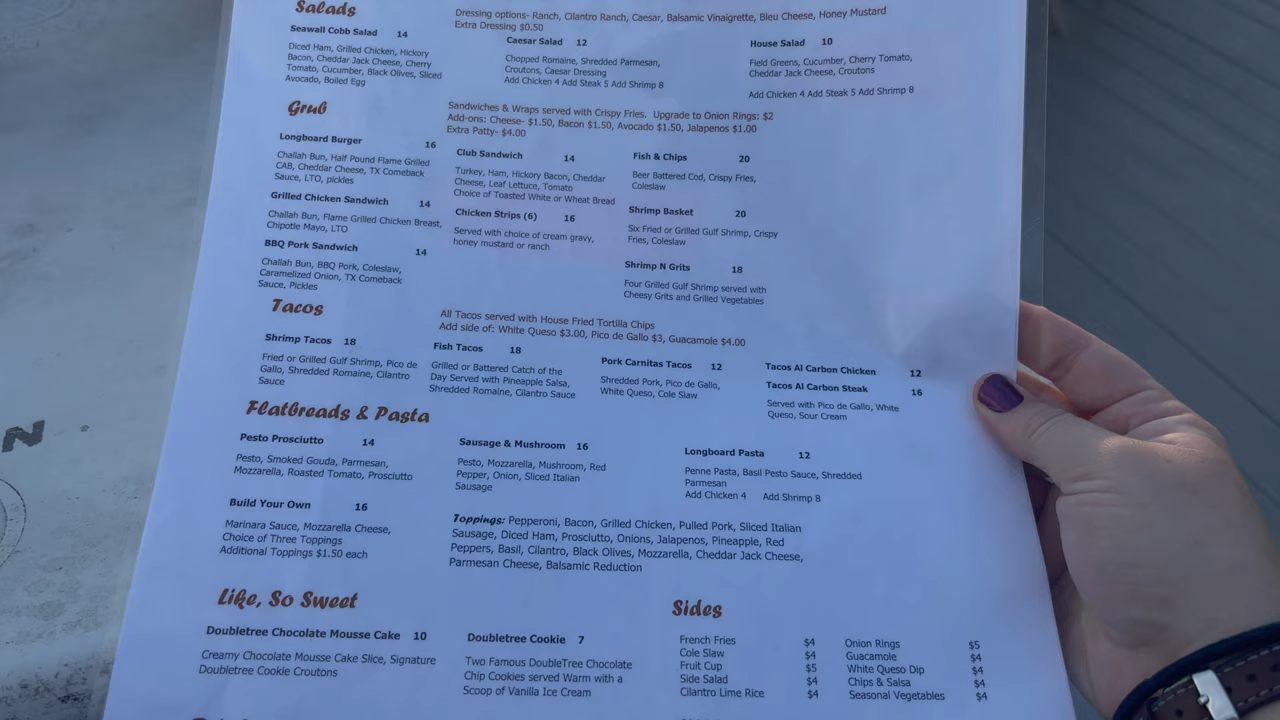 Salads
Dressing options- Ranch, Cilantro Ranch, Caesar, Balsamic Vinaigrette, Bleu Cheese, Honey Mustard
Extra Dressing $0.50
Seawall Cobb Salad 14
Diced Ham, Grilled Chicken, Hickory
Bacon, Cheddar Jack Cheese, Cherry
Tomato, Cucumber, Black Olives, Sliced
Avocado, Boiled Egg
Caesar Salad 12
Chopped Romaine, Shredded Parmesan,
Croutons, Caesar Dressing
Add Chicken 4 Add Steak 5 Add Shrimp 8
House Salad 10
Field Greens, Cucumber, Cherry Tomato,
Cheddar Jack Cheese, Croutons
Add Chicken 4 Add Steak 5 Add Shrimp 8
Grub
Sandwiches & Wraps served with Crispy Fries. Upgrade to Onion Rings: $2
Add-ons: Cheese- $1.50, Bacon $1.50, Avocado $1.50, Jalapenos $1.00
Extra Patty- $4.00
Longboard Burger 16
Challah Bun, Half Pound Flame Grilled
CAB, Cheddar Cheese, TX Comeback
Sauce, LTO, pickles
Grilled Chicken Sandwich 14
Challah Bun, Flame Grilled Chicken Breast,
Chipotle Mayo, LTO
BBQ Pork Sandwich 14
Challah Bun, BBQ Pork, Coleslaw,
Caramelized Onion, TX Comeback
Sauce, Pickles
Club Sandwich 14
Turkey, Ham, Hickory Bacon, Cheddar
Cheese, Leaf Lettuce, Tomato
Choice of Toasted White or Wheat Bread
Chicken Strips (6) 16
Served with choice of cream gravy,
honey mustard or ranch
Fish & Chips 20
Beer Battered Cod, Crispy Fries,
Coleslaw
Shrimp Basket 20
Six Fried or Grilled Gulf Shrimp, Crispy
Fries, Coleslaw
Shrimp N Grits 18
Four Grilled Gulf Shrimp served with
Cheesy Grits and Grilled Vegetables
Tacos
All Tacos served with House Fried Tortilla Chips
Add side of: White Queso $3.00, Pico de Gallo $3, Guacamole $4.00
Shrimp Tacos 18
Fried or Grilled Gulf Shrimp, Pico de
Gallo, Shredded Romaine, Cilantro
Sauce
Fish Tacos 18
Grilled or Battered Catch of the
Day Served with Pineapple Salsa,
Shredded Romaine, Cilantro Sauce
Pork Carnitas Tacos 12
Shredded Pork, Pico de Gallo,
White Queso, Cole Slaw
Tacos Al Carbon Chicken 12
Tacos Al Carbon Steak 16
Served with Pico de Gallo, White
Queso, Sour Cream
Flatbreads & Pasta
Pesto Prosciutto 14
Pesto, Smoked Gouda, Parmesan,
Mozzarella, Roasted Tomato, Prosciutto
Sausage & Mushroom 16
Pesto, Mozzarella, Mushroom, Red
Pepper, Onion, Sliced Italian
Sausage
Longboard Pasta 12
Penne Pasta, Basil Pesto Sauce, Shredded
Parmesan
Add Chicken 4 Add Shrimp 8
Build Your Own 16
Marinara Sauce, Mozzarella Cheese,
Choice of Three Toppings
Additional Toppings $1.50 each
Toppings: Pepperoni, Bacon, Grilled Chicken, Pulled Pork, Sliced Italian
Sausage, Diced Ham, Prosciutto, Onions, Jalapenos, Pineapple, Red
Peppers, Basil, Cilantro, Black Olives, Mozzarella, Cheddar Jack Cheese,
Parmesan Cheese, Balsamic Reduction
Like, So Sweet
Doubletree Chocolate Mousse Cake 10
Creamy Chocolate Mousse Cake Slice, Signature
Doubletree Cookie Croutons
Doubletree Cookie 7
Two Famous DoubleTree Chocolate
Chip Cookies served Warm with a
Scoop of Vanilla Ice Cream
Sides
French Fries $4
Cole Slaw $4
Fruit Cup $5
Side Salad $4
Cilantro Lime Rice $4
Onion Rings $5
Guacamole $4
White Queso Dip $4
Chips & Salsa $4
Seasonal Vegetables $4
N